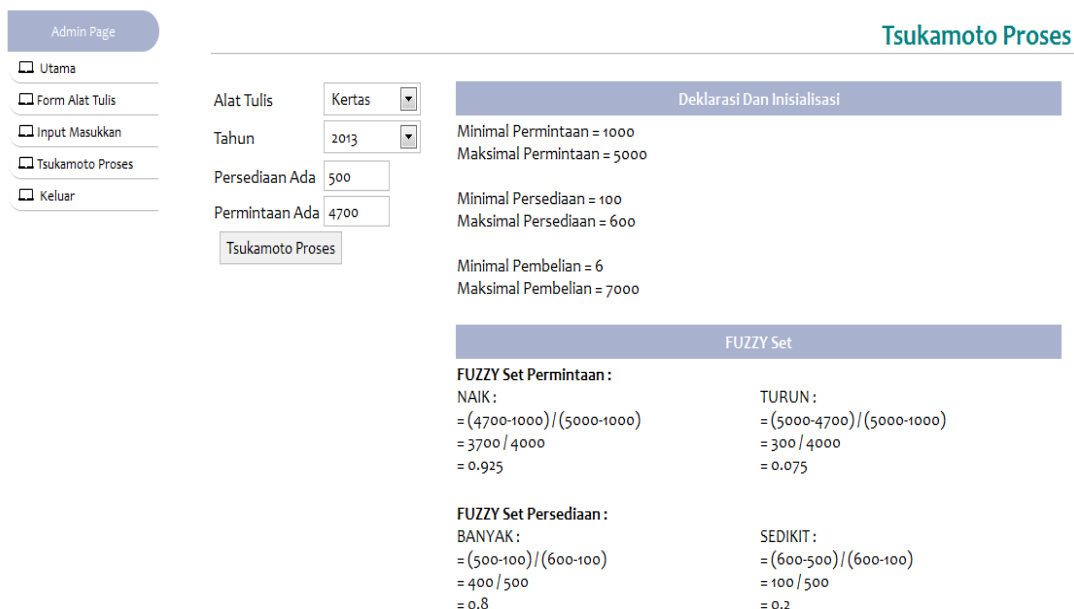 Admin Page
Utama
Form Alat Tulis
Input Masukkan
Tsukamoto Proses
Keluar
Tsukamoto Proses
Alat Tulis Kertas
Tahun 2013
Persediaan Ada 500
Permintaan Ada 4700
Tsukamoto Proses
Deklarasi Dan Inisialisasi
Minimal Permintaan = 1000
Maksimal Permintaan = 5000
Minimal Persediaan = 100
Maksimal Persediaan = 600
Minimal Pembelian = 6
Maksimal Pembelian = 7000
FUZZY Set
FUZZY Set Permintaan :
NAIK :
= (4700-1000) / (5000-1000)
= 3700 / 4000
= 0.925
TURUN :
= (5000-4700) / (5000-1000)
= 300 / 4000
= 0.075
FUZZY Set Persediaan :
BANYAK :
= (500-100) / (600-100)
= 400 / 500
= 0.8
SEDIKIT :
= (600-500) / (600-100)
= 100 / 500
= 0.2